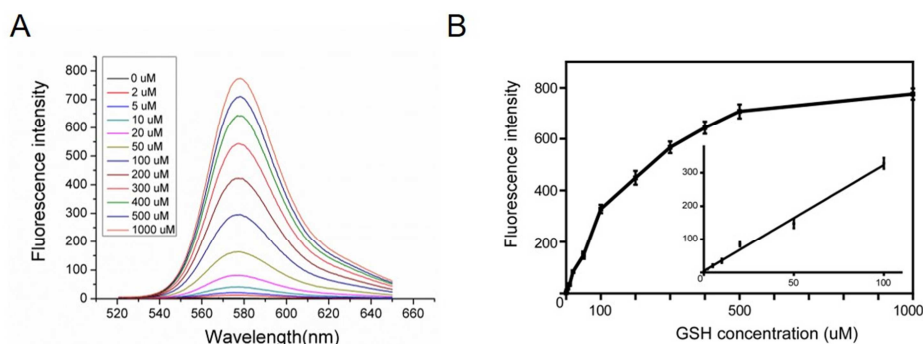 A
Fluorescence intensity
800
700
600
500
400
300
200
100
0
0 uM
2 uM
5 uM
10 uM
20 uM
50 uM
100 uM
200 uM
300 uM
400 uM
500 uM
1000 uM
520 540 560 580 600 620 640 660
Wavelength(nm)
B
Fluorescence intensity
800
600
400
200
0 100 500 1000
GSH concentration (uM)
300
200
100
0
50 100